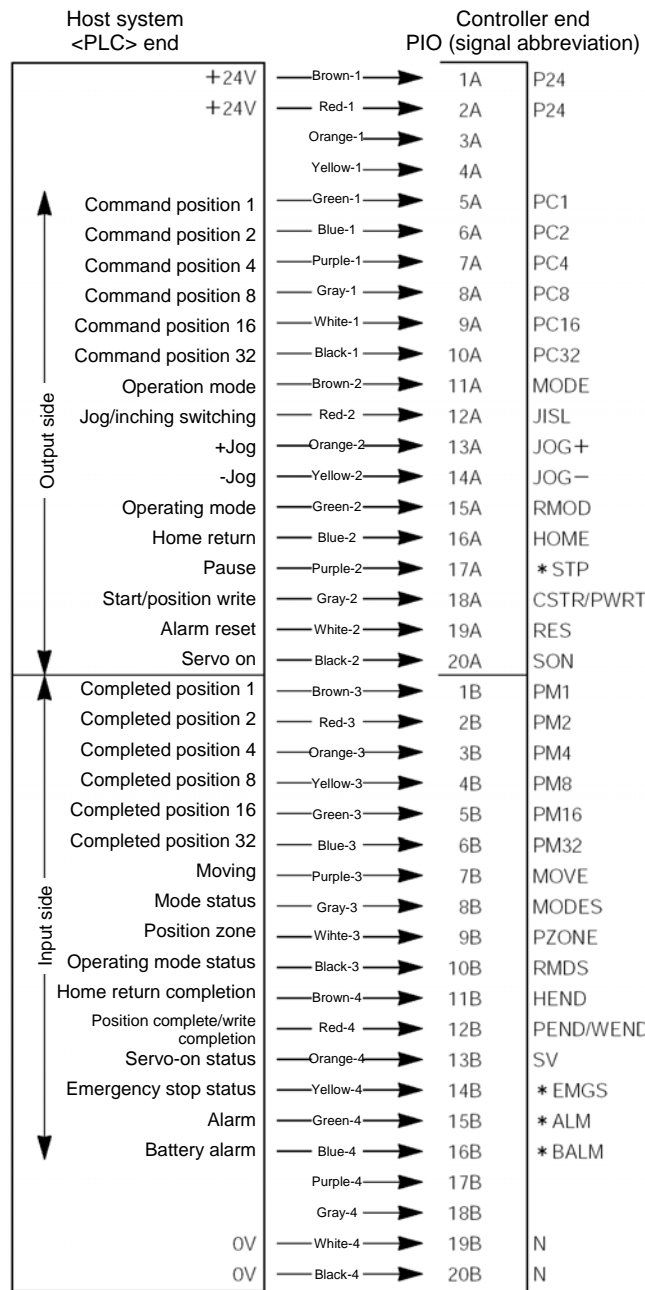 Host system
<PLC> end
Controller end
PIO (signal abbreviation)
+24V Brown-1 1A P24
+24V Red-1 2A P24
Orange-1 3A
Yellow-1 4A
Output side
Command position 1 Green-1 5A PC1
Command position 2 Blue-1 6A PC2
Command position 4 Purple-1 7A PC4
Command position 8 Gray-1 8A PC8
Command position 16 White-1 9A PC16
Command position 32 Black-1 10A PC32
Operation mode Brown-2 11A MODE
Jog/inching switching Red-2 12A JISL
+Jog Orange-2 13A JOG+
-Jog Yellow-2 14A JOG−
Operating mode Green-2 15A RMOD
Home return Blue-2 16A HOME
Pause Purple-2 17A *STP
Start/position write Gray-2 18A CSTR/PWRT
Alarm reset White-2 19A RES
Servo on Black-2 20A SON
Input side
Completed position 1 Brown-3 1B PM1
Completed position 2 Red-3 2B PM2
Completed position 4 Orange-3 3B PM4
Completed position 8 Yellow-3 4B PM8
Completed position 16 Green-3 5B PM16
Completed position 32 Blue-3 6B PM32
Moving Purple-3 7B MOVE
Mode status Gray-3 8B MODES
Position zone Wihte-3 9B PZONE
Operating mode status Black-3 10B RMDS
Home return completion Brown-4 11B HEND
Position complete/write
completion Red-4 12B PEND/WEND
Servo-on status Orange-4 13B SV
Emergency stop status Yellow-4 14B *EMGS
Alarm Green-4 15B *ALM
Battery alarm Blue-4 16B *BALM
Purple-4 17B
Gray-4 18B
0V White-4 19B N
0V Black-4 20B N